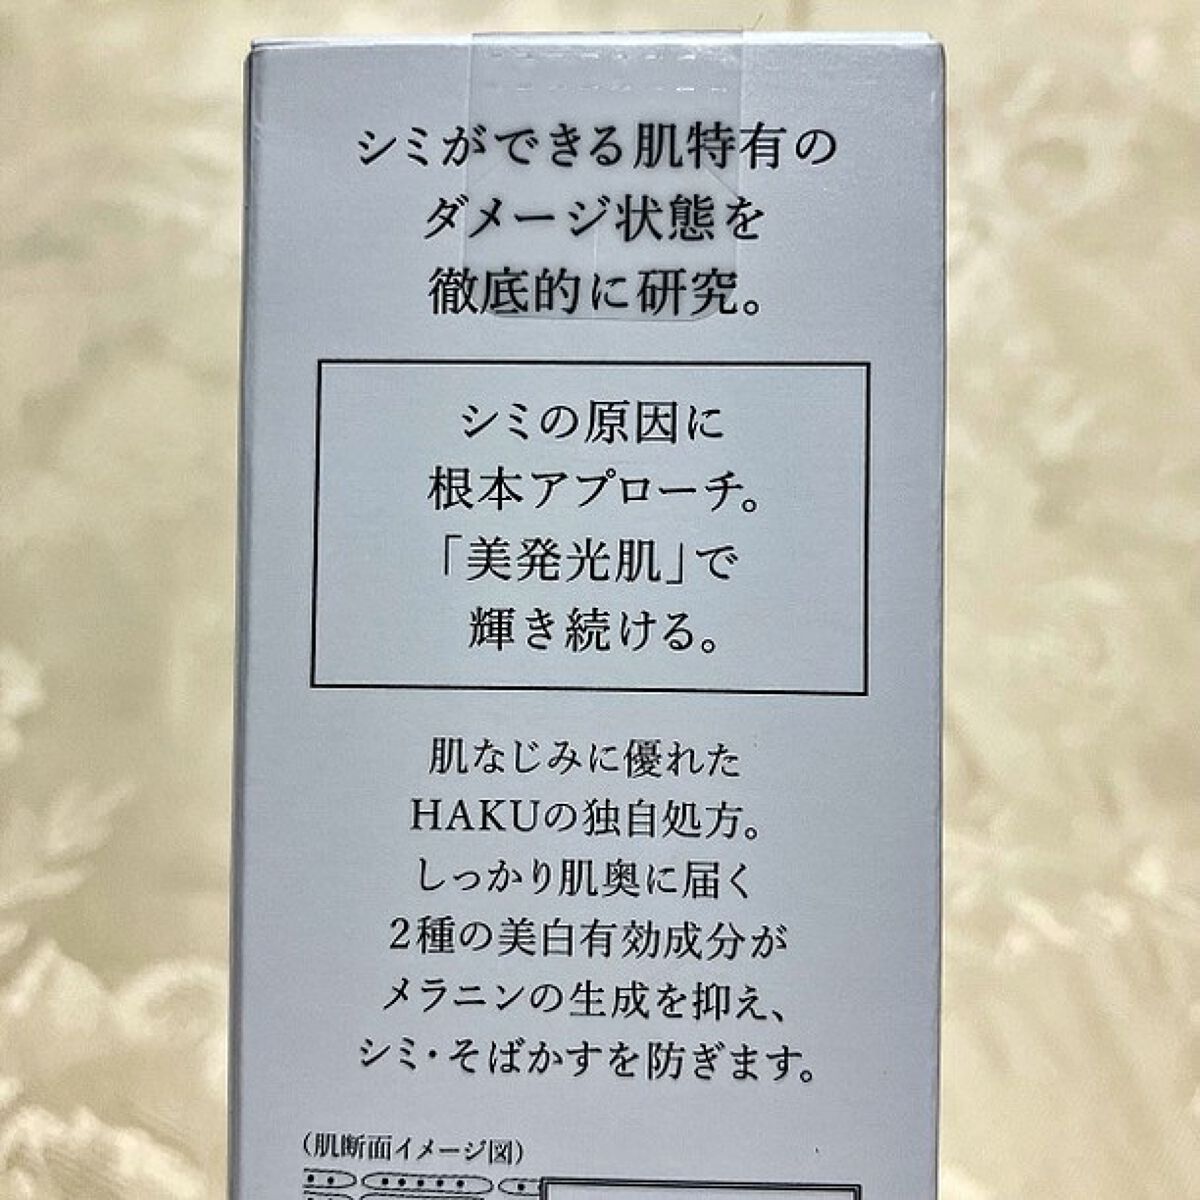 シミができる肌特有の
ダメージ状態を
徹底的に研究。
シミの原因に
根本アプローチ。
「美発光肌」で
輝き続ける。
肌なじみに優れた
HAKUの独自処方。
しっかり肌奥に届く
2種の美白有効成分が
メラニンの生成を抑え、
シミ・そばかすを防ぎます。
(肌断面イメージ図)